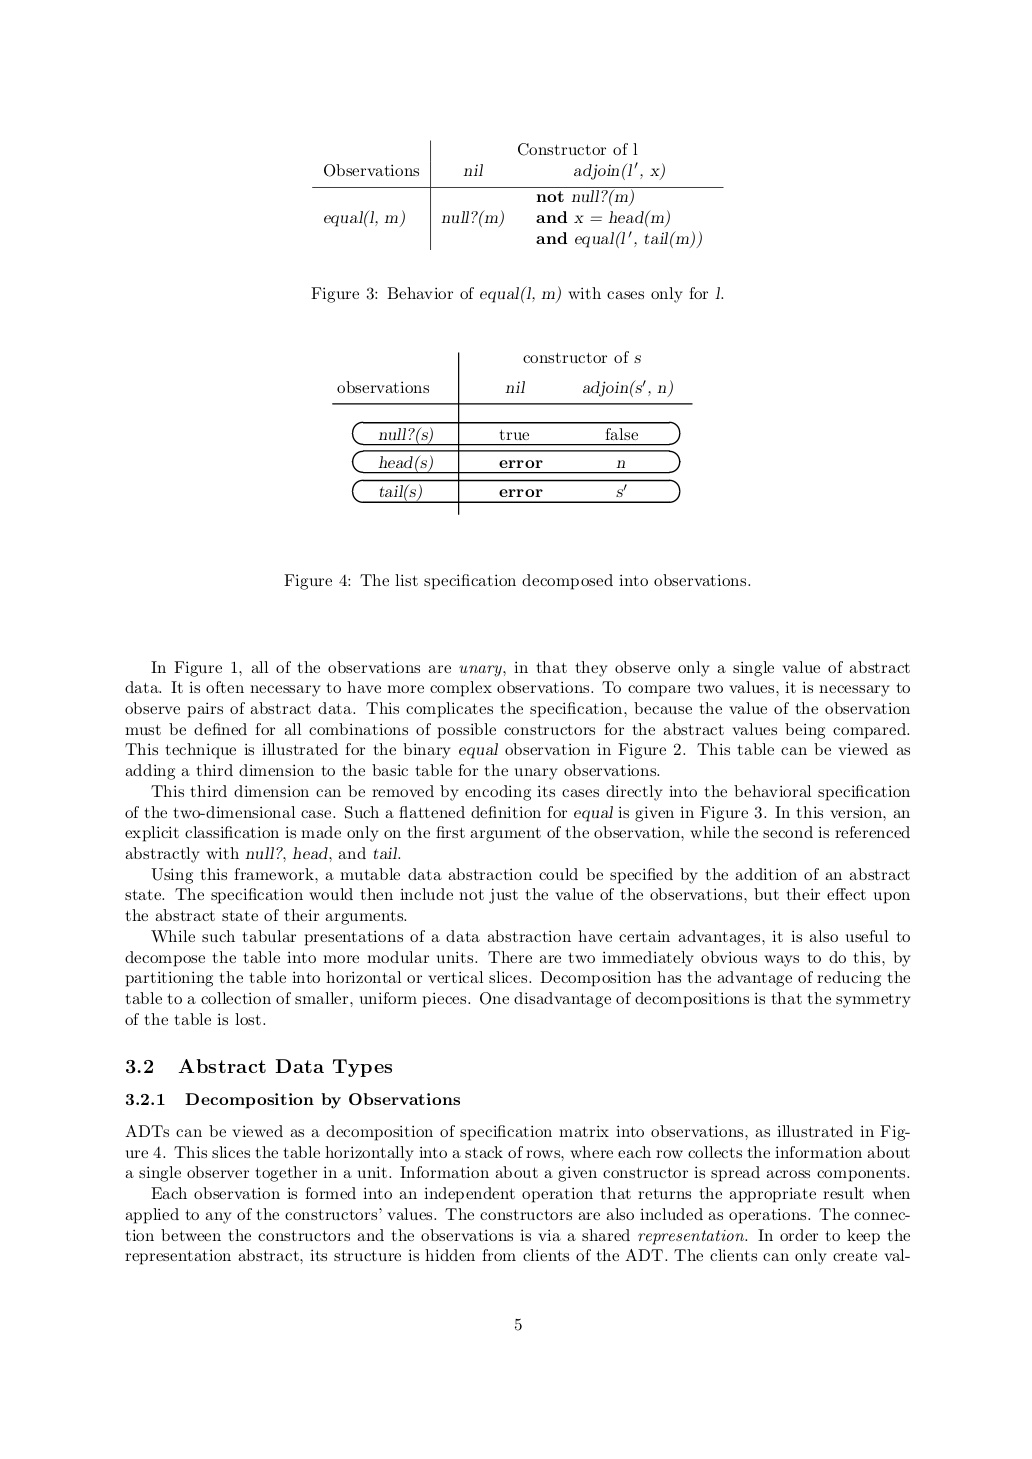 Constructor of l
Observations nil adjoin(l′, x)
not null?(m)
equal(l, m) null?(m) and x = head(m)
and equal(l′, tail(m))
Figure 3: Behavior of equal(l, m) with cases only for l.
constructor of s
observations nil adjoin(s′, n)
null?(s) true false
head(s) error n
tail(s) error s′
Figure 4: The list specification decomposed into observations.
In Figure 1, all of the observations are unary, in that they observe only a single value of abstract
data. It is often necessary to have more complex observations. To compare two values, it is necessary to
observe pairs of abstract data. This complicates the specification, because the value of the observation
must be defined for all combinations of possible constructors for the abstract values being compared.
This technique is illustrated for the binary equal observation in Figure 2. This table can be viewed as
adding a third dimension to the basic table for the unary observations.
This third dimension can be removed by encoding its cases directly into the behavioral specification
of the two-dimensional case. Such a flattened definition for equal is given in Figure 3. In this version, an
explicit classification is made only on the first argument of the observation, while the second is referenced
abstractly with null?, head, and tail.
Using this framework, a mutable data abstraction could be specified by the addition of an abstract
state. The specification would then include not just the value of the observations, but their effect upon
the abstract state of their arguments.
While such tabular presentations of a data abstraction have certain advantages, it is also useful to
decompose the table into more modular units. There are two immediately obvious ways to do this, by
partitioning the table into horizontal or vertical slices. Decomposition has the advantage of reducing the
table to a collection of smaller, uniform pieces. One disadvantage of decompositions is that the symmetry
of the table is lost.
3.2 Abstract Data Types
3.2.1 Decomposition by Observations
ADTs can be viewed as a decomposition of specification matrix into observations, as illustrated in Fig-
ure 4. This slices the table horizontally into a stack of rows, where each row collects the information about
a single observer together in a unit. Information about a given constructor is spread across components.
Each observation is formed into an independent operation that returns the appropriate result when
applied to any of the constructors' values. The constructors are also included as operations. The connec-
tion between the constructors and the observations is via a shared representation. In order to keep the
representation abstract, its structure is hidden from clients of the ADT. The clients can only create val-
5